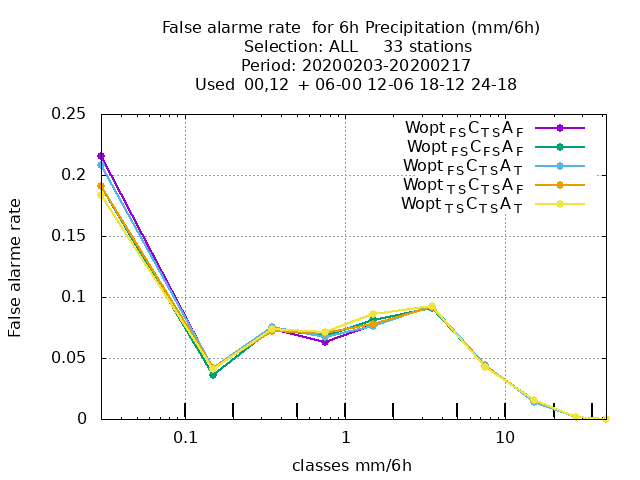 False alarme rate  for 6h Precipitation (mm/6h)
Selection: ALL     33 stations
Period: 20200203-20200217
Used  00,12  + 06-00 12-06 18-12 24-18
0.25
0.2
0.15
0.1
0.05
0
False alarme rate
Wopt FS C TS A F
Wopt FS C FS A F
Wopt FS C TS A T
Wopt TS C TS A F
Wopt TS C TS A T
0.1 1 10
classes mm/6h